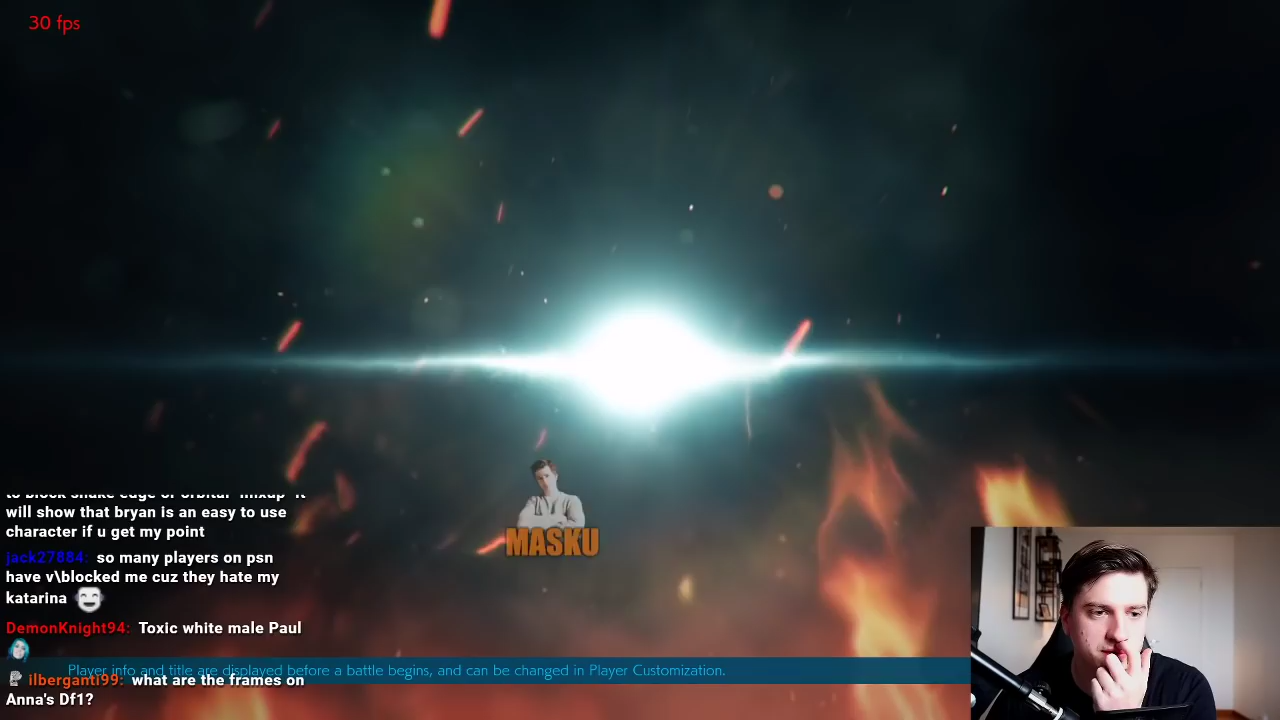 30 fps
MASKU
will show that bryan is an easy to use
character if u get my point
jack27884: so many players on psn
have v\blocked me cuz they hate my
katarina
DemonKnight94: Toxic white male Paul
Player info and title are displayed before a battle begins, and can be changed in Player Customization.
ilberganti99: what are the frames on
Anna's Df1?